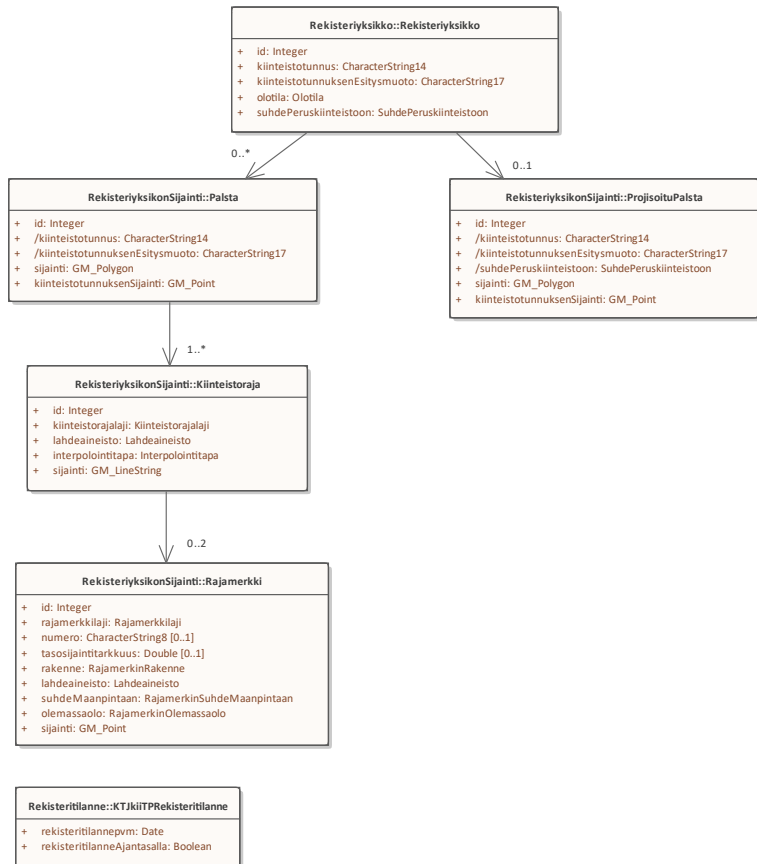 Rekisteriyksikko::Rekisteriyksikko
+ id: Integer
+ kiinteistotunnus: CharacterString14
+ kiinteistotunnuksenEsitysmuoto: CharacterString17
+ olotila: Olotila
+ suhdePeruskiinteistoon: SuhdePeruskiinteistoon
0..*
0..1
RekisteriyksikonSijainti::Palsta
+ id: Integer
+ /kiinteistotunnus: CharacterString14
+ /kiinteistotunnuksenEsitysmuoto: CharacterString17
+ sijainti: GM_Polygon
+ kiinteistotunnuksenSijainti: GM_Point
RekisteriyksikonSijainti::ProjisoituPalsta
+ id: Integer
+ /kiinteistotunnus: CharacterString14
+ /kiinteistotunnuksenEsitysmuoto: CharacterString17
+ /suhdePeruskiinteistoon: SuhdePeruskiinteistoon
+ sijainti: GM_Polygon
+ kiinteistotunnuksenSijainti: GM_Point
1..*
RekisteriyksikonSijainti::Kiinteistoraja
+ id: Integer
+ kiinteistorajalaji: Kiinteistorajalaji
+ lahdeaineisto: Lahdeaineisto
+ interpolointitapa: Interpolointitapa
+ sijainti: GM_LineString
0..2
RekisteriyksikonSijainti::Rajamerkki
+ id: Integer
+ rajamerkkilaji: Rajamerkkilaji
+ numero: CharacterString8 [0..1]
+ tasosijaintitarkkuus: Double [0..1]
+ rakenne: RajamerkinRakenne
+ lahdeaineisto: Lahdeaineisto
+ suhdeMaanpintaan: RajamerkinSuhdeMaanpintaan
+ olemassaolo: RajamerkinOlemassaolo
+ sijainti: GM_Point
Rekisteritilanne::KTJkiiTPRekisteritilanne
+ rekisteritilannepvm: Date
+ rekisteritilanneAjantasalla: Boolean